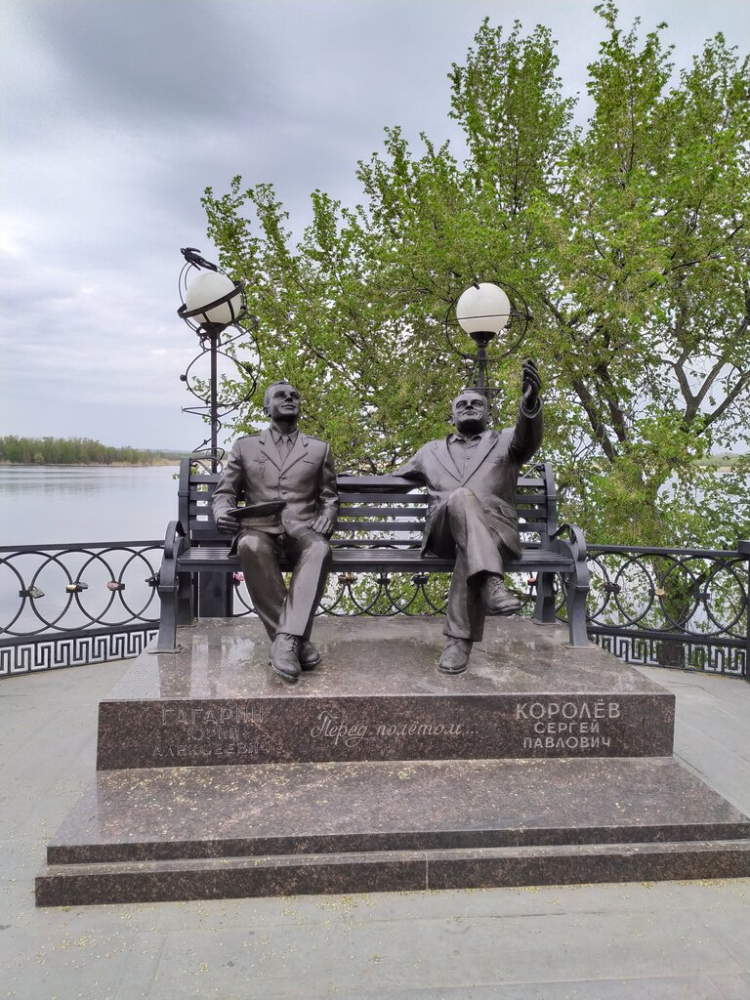 ГАГАРИН
ЮРИЙ
АЛЕКСЕЕВИЧ
Перед полётом...
КОРОЛЁВ
СЕРГЕЙ
ПАВЛОВИЧ